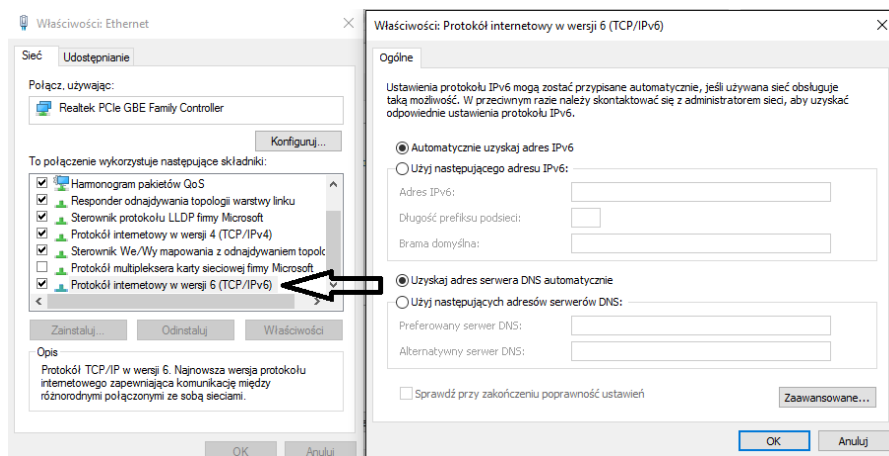 Właściwości: Ethernet
Sieć
Udostępnianie
Połącz, używając:
Realtek PCIe GBE Family Controller
Konfiguruj...
To połączenie wykorzystuje następujące składniki:
Harmonogram pakietów QoS
Responder odnajdywania topologii warstwy linku
Sterownik protokołu LLDP firmy Microsoft
Protokół internetowy w wersji 4 (TCP/IPv4)
Sterownik We/Wy mapowania z odnajdywaniem topolo
Protokół multipleksera karty sieciowej firmy Microsoft
Protokół internetowy w wersji 6 (TCP/IPv6)
Zainstaluj...
Odinstaluj
Właściwości
Opis
Protokół TCP/IP w wersji 6. Najnowsza wersja protokołu
internetowego zapewniająca komunikację między
różnorodnymi połączonymi ze sobą sieciami.
OK
Anuluj
Właściwości: Protokół internetowy w wersji 6 (TCP/IPv6)
Ogólne
Ustawienia protokołu IPv6 mogą zostać przypisane automatycznie, jeśli używana sieć obsługuje
taką możliwość. W przeciwnym razie należy skontaktować się z administratorem sieci, aby uzyskać
odpowiednie ustawienia protokołu IPv6.
Automatycznie uzyskaj adres IPv6
Użyj następującego adresu IPv6:
Adres IPv6:
Długość prefiksu podsieci:
Brama domyślna:
Uzyskaj adres serwera DNS automatycznie
Użyj następujących adresów serwerów DNS:
Preferowany serwer DNS:
Alternatywny serwer DNS:
Sprawdź przy zakończeniu poprawność ustawień
Zaawansowane...
OK
Anuluj